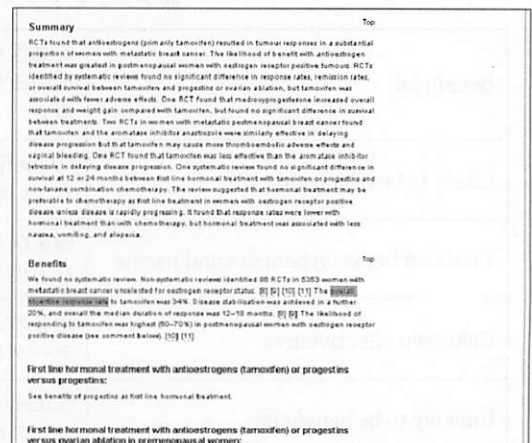 Summary Top
RCTs found that antioestrogens (primarily tamoxifen) resulted in tumour responses in a substantial
proportion of women with metastatic breast cancer. The likelihood of benefit with antioestrogen
treatment was greatest in postmenopausal women with oestrogen receptor positive tumours. RCTs
identified by systematic reviews found no significant difference in response rates, remission rates,
or overall survival between tamoxifen and progestins or ovarian ablation, but tamoxifen was
associated with fewer adverse effects. One RCT found that medroxyprogesterone increased overall
response and weight gain compared with tamoxifen, but found no significant difference in survival
between treatments. Two RCTs in women with metastatic postmenopausal breast cancer found
that tamoxifen and the aromatase inhibitor anastrozole were similarly effective in delaying
disease progression but that tamoxifen may cause more thromboembolic adverse effects and
vaginal bleeding. One RCT found that tamoxifen was less effective than the aromatase inhibitor
letrozole in delaying disease progression. One systematic review found no significant difference in
survival at 12 or 24 months between first line hormonal treatment with tamoxifen or progestins and
non-taxane combination chemotherapy. The review suggested that hormonal treatment may be
preferable to chemotherapy as first line treatment in women with oestrogen receptor positive
disease unless disease is rapidly progressing. It found that response rates were lower with
hormonal treatment than with chemotherapy, but hormonal treatment was associated with less
nausea, vomiting, and alopecia.
Benefits Top
We found no systematic review. Non-systematic reviews identified 86 RCTs in 5353 women with
metastatic breast cancer unselected for oestrogen receptor status. [8] [9] [10] [11] The overall
objective response rate to tamoxifen was 34%. Disease stabilisation was achieved in a further
20%, and overall the median duration of response was 12–18 months. [8] [9] The likelihood of
responding to tamoxifen was highest (60–70%) in postmenopausal women with oestrogen receptor
positive disease (see comment below). [10] [11]
First line hormonal treatment with antioestrogens (tamoxifen) or progestins
versus progestins:
See benefits of progestins as first line hormonal treatment.
First line hormonal treatment with antioestrogens (tamoxifen) or progestins
versus ovarian ablation in premenopausal women: